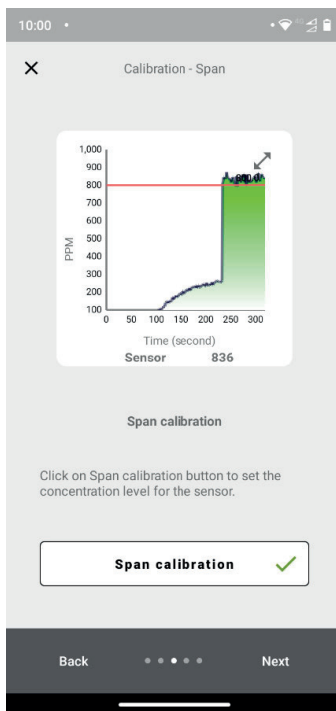 10:00
4G
Calibration - Span
1,000
900
800
700
600
500
400
300
200
100
PPM
0 50 100 150 200 250 300
Time (second)
Sensor 836
Span calibration
Click on Span calibration button to set the
concentration level for the sensor.
Span calibration
Back Next